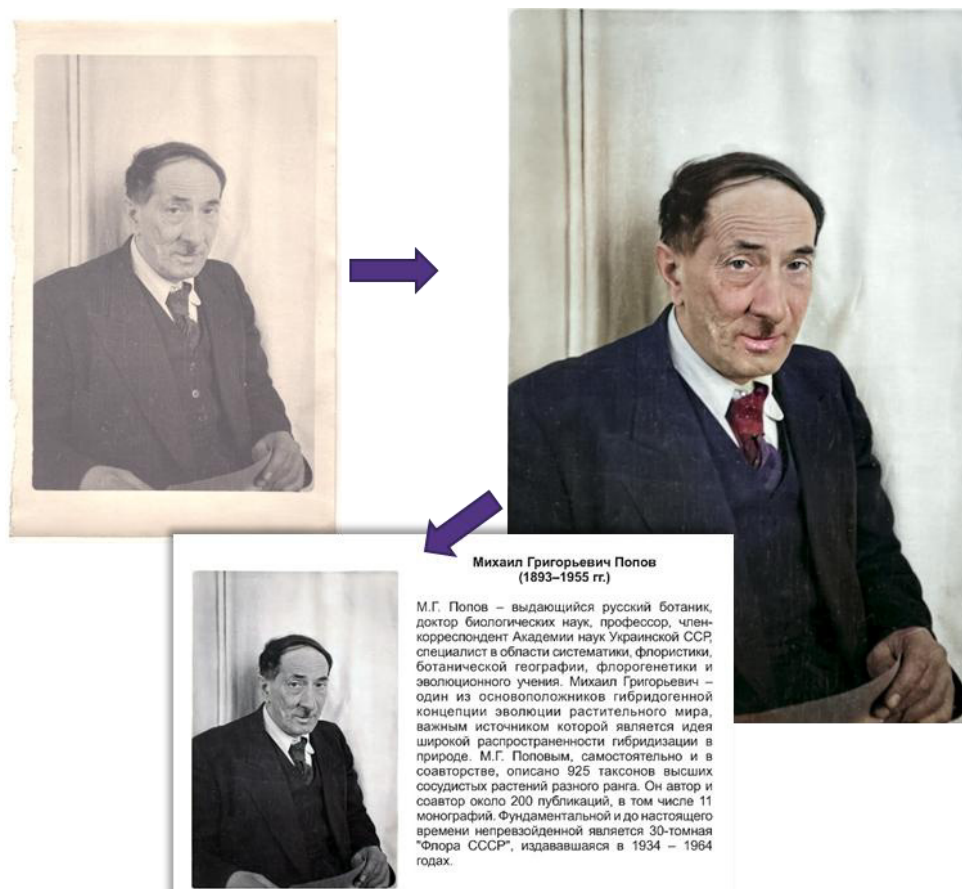 Михаил Григорьевич Попов
(1893–1955 гг.)
М.Г. Попов – выдающийся русский ботаник,
доктор биологических наук, профессор, член-
корреспондент Академии наук Украинской ССР,
специалист в области систематики, флористики,
ботанической географии, флорогенетики и
эволюционного учения. Михаил Григорьевич –
один из основоположников гибридогенной
концепции эволюции растительного мира,
важным источником которой является идея
широкой распространенности гибридизации в
природе. М.Г. Поповым, самостоятельно и в
соавторстве, описано 925 таксонов высших
сосудистых растений разного ранга. Он автор и
соавтор около 200 публикаций, в том числе 11
монографий. Фундаментальной и до настоящего
времени непревзойденной является 30-томная
"Флора СССР", издававшаяся в 1934 – 1964
годах.